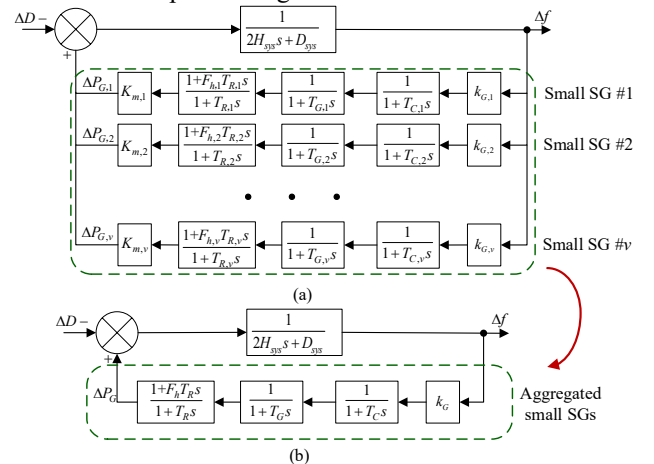 ΔD − 1 Δf
2H_sys s + D_sys
+
ΔP_G,1 K_m,1 1+F_h,1 T_R,1 s 1 1 k_G,1 Small SG #1
1 + T_R,1 s 1 + T_G,1 s 1 + T_C,1 s
ΔP_G,2 K_m,2 1+F_h,2 T_R,2 s 1 1 k_G,2 Small SG #2
1 + T_R,2 s 1 + T_G,2 s 1 + T_C,2 s
• • •
ΔP_G,v K_m,v 1+F_h,v T_R,v s 1 1 k_G,v Small SG #v
1 + T_R,v s 1 + T_G,v s 1 + T_C,v s
(a)
ΔD − 1 Δf
2H_sys s + D_sys
+
ΔP_G 1+F_h T_R s 1 1 k_G Aggregated
1 + T_R s 1 + T_G s 1 + T_C s small SGs
(b)